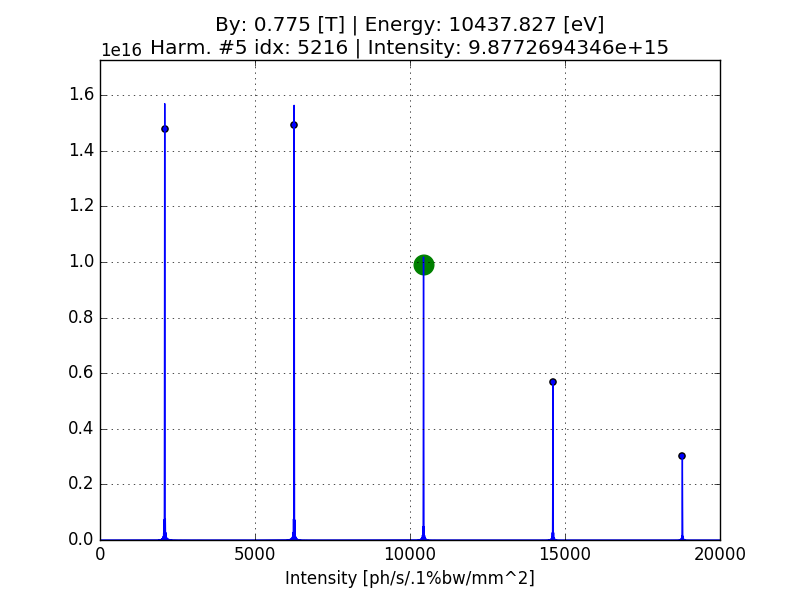 By: 0.775 [T] | Energy: 10437.827 [eV]
Harm. #5 idx: 5216 | Intensity: 9.8772694346e+15
1e16
1.6
1.4
1.2
1.0
0.8
0.6
0.4
0.2
0.0
0 5000 10000 15000 20000
Intensity [ph/s/.1%bw/mm^2]